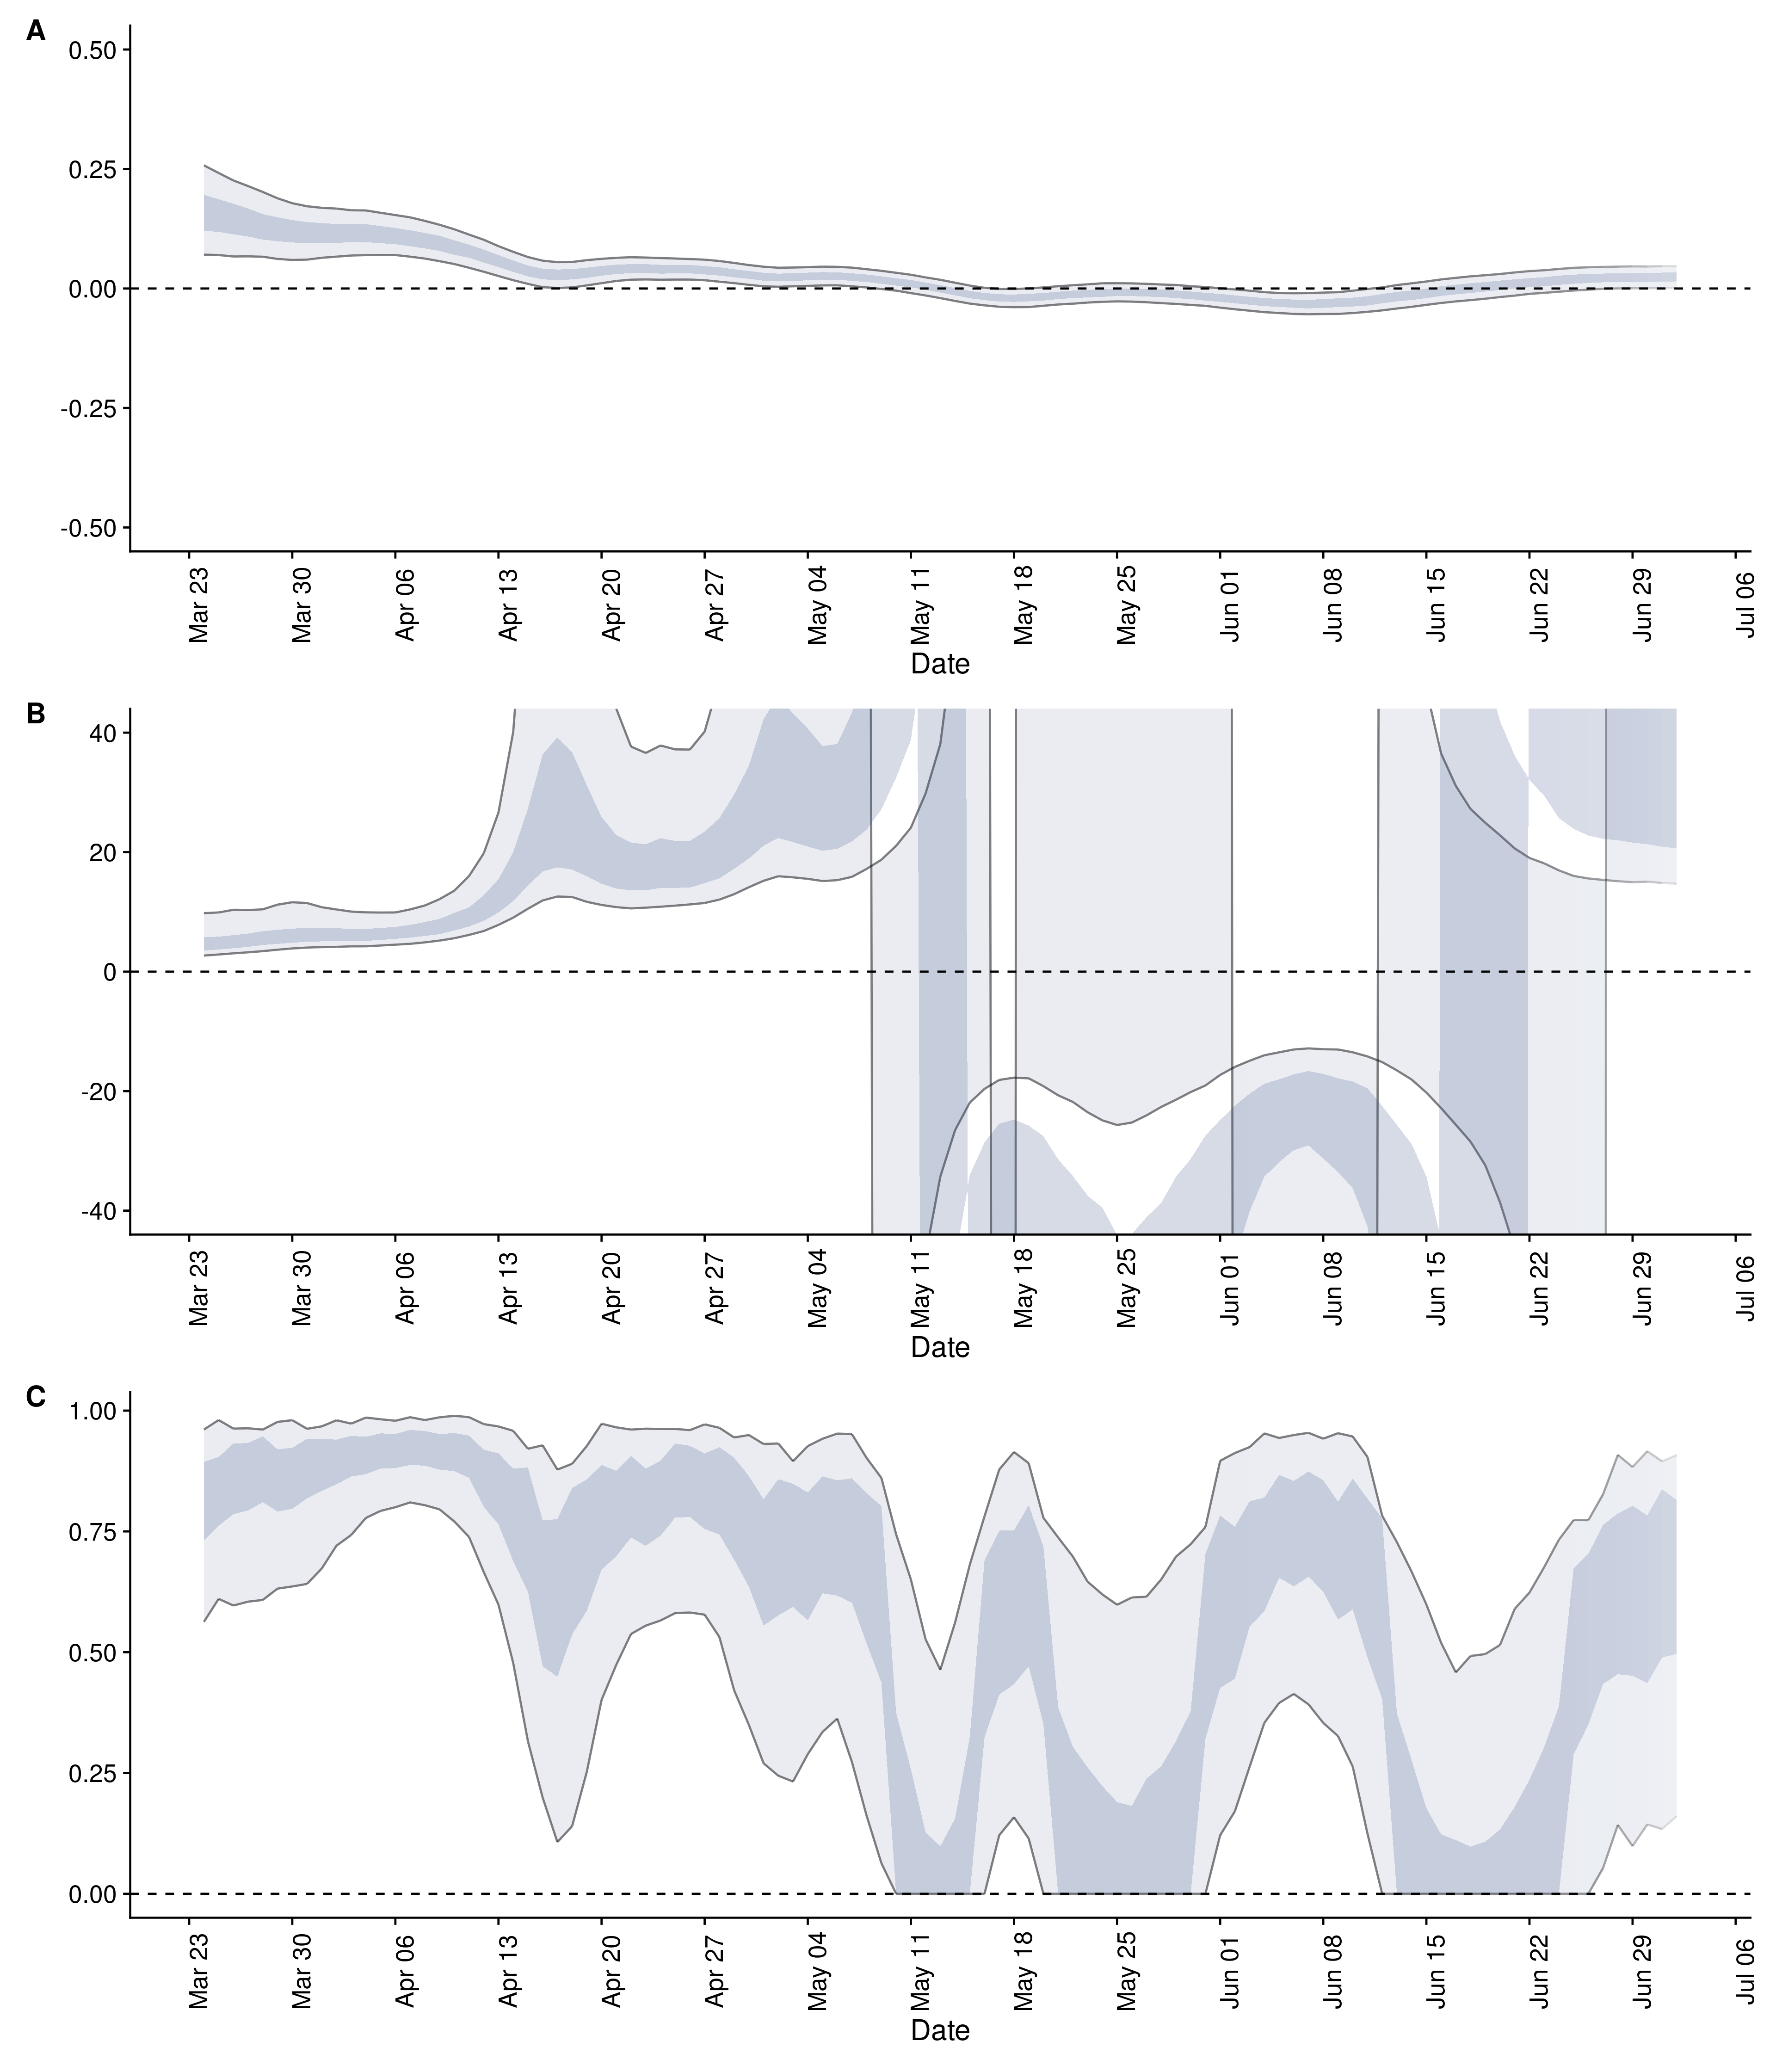 A
0.50
0.25
0.00
-0.25
-0.50
Mar 23
Mar 30
Apr 06
Apr 13
Apr 20
Apr 27
May 04
May 11
May 18
May 25
Jun 01
Jun 08
Jun 15
Jun 22
Jun 29
Jul 06
Date
B
40
20
0
-20
-40
Mar 23
Mar 30
Apr 06
Apr 13
Apr 20
Apr 27
May 04
May 11
May 18
May 25
Jun 01
Jun 08
Jun 15
Jun 22
Jun 29
Jul 06
Date
C
1.00
0.75
0.50
0.25
0.00
Mar 23
Mar 30
Apr 06
Apr 13
Apr 20
Apr 27
May 04
May 11
May 18
May 25
Jun 01
Jun 08
Jun 15
Jun 22
Jun 29
Jul 06
Date